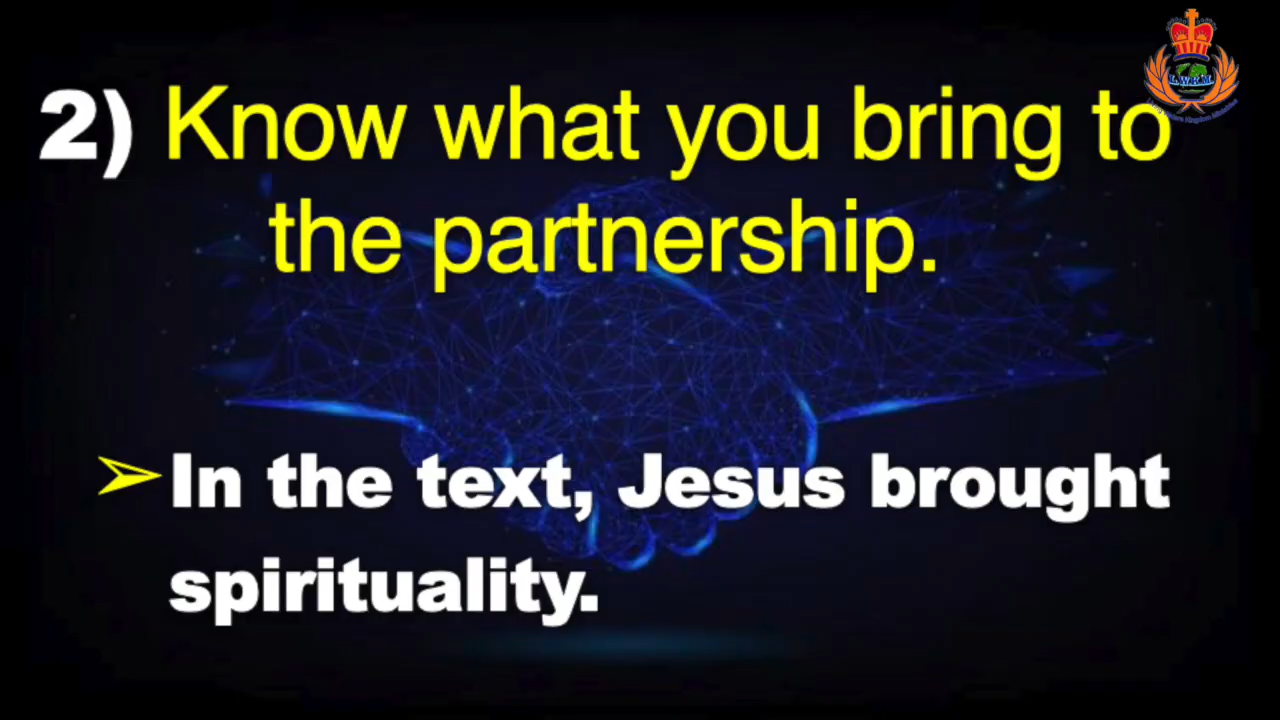 2) Know what you bring to
the partnership.
L.W.K.M.
➢In the text, Jesus brought
spirituality.